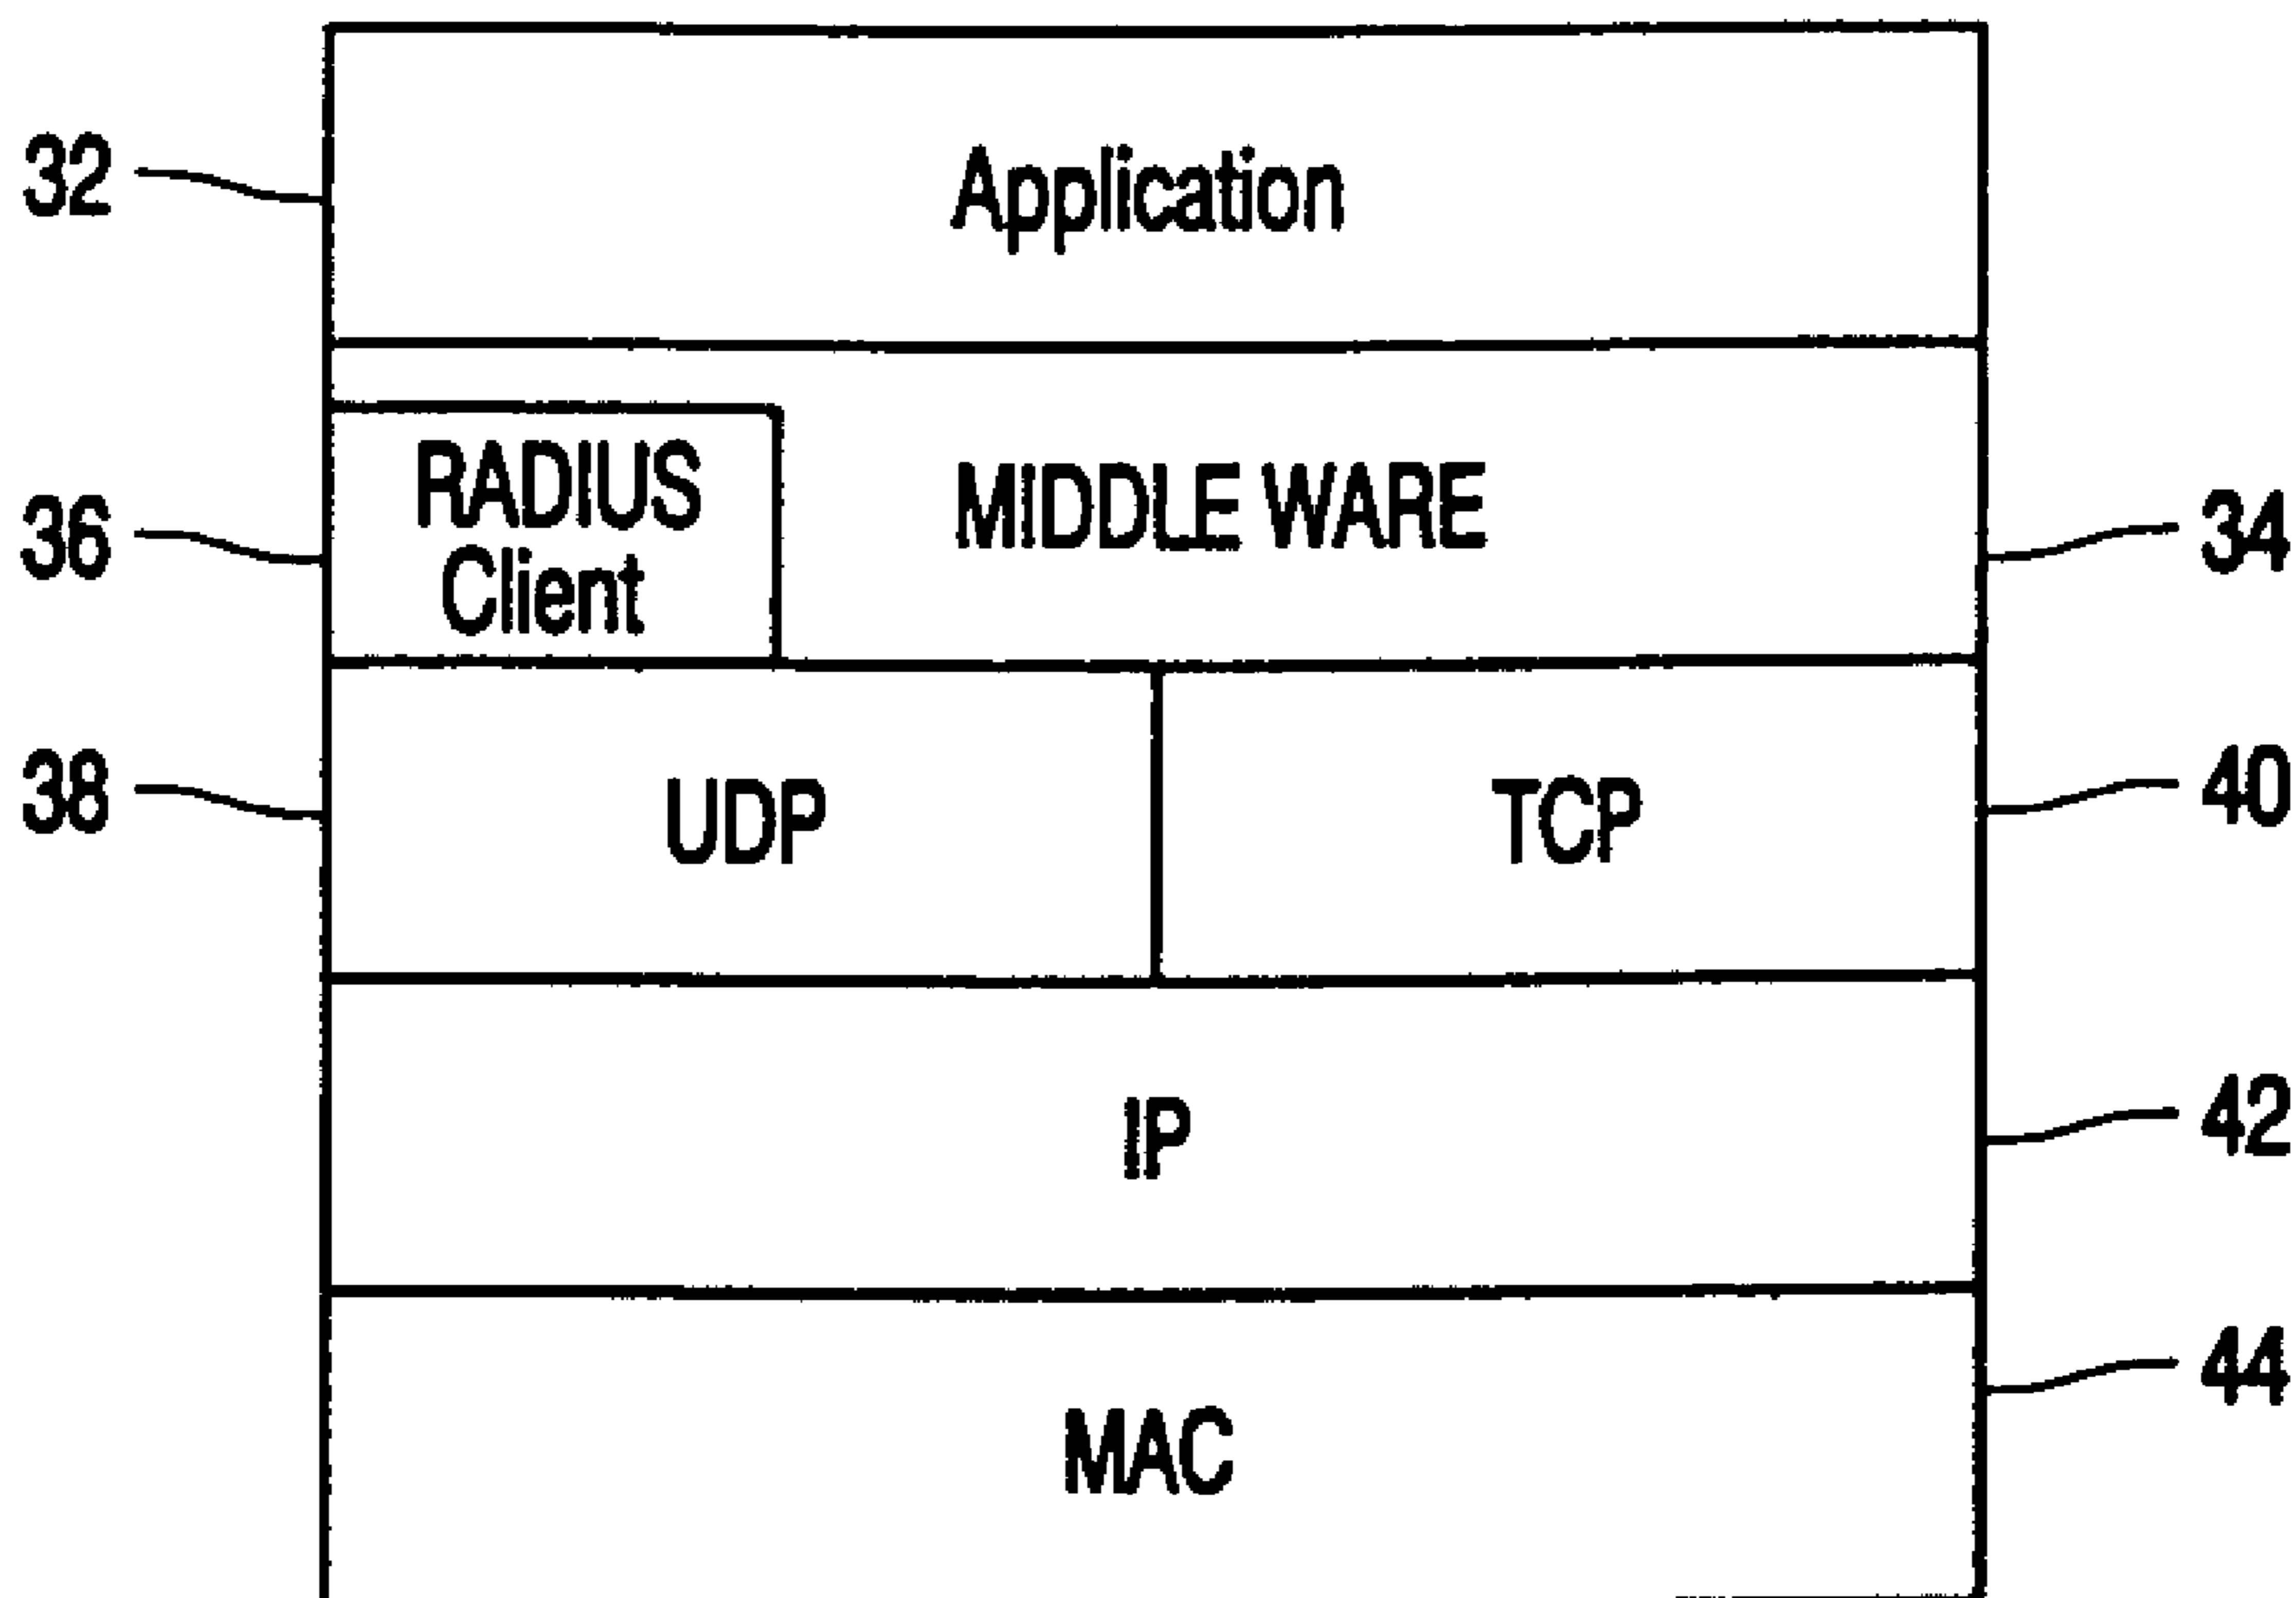 Application
32
RADIUS
Client
MIDDLE WARE
36
34
UDP
TCP
38
40
IP
42
MAC
44